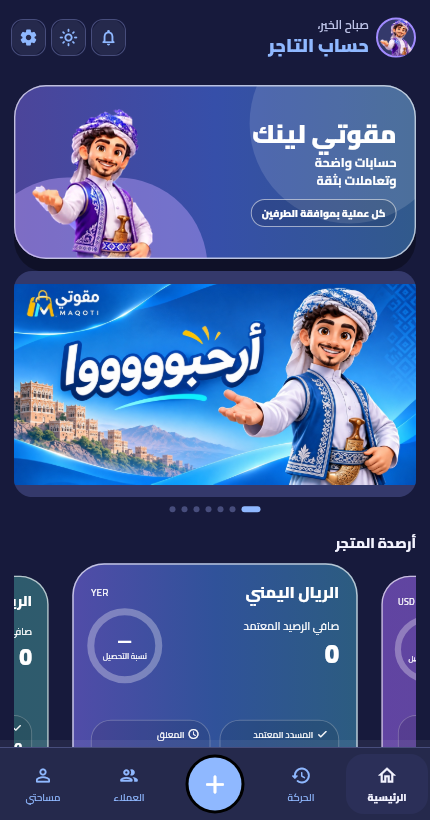 صباح الخير،
حساب التاجر
مقوتي لينك
حسابات واضحة
وتعاملات بثقة
كل عملية بموافقة الطرفين
مقوتي
MAQOTI
أرحبوووووا
أرصدة المتجر
الريال اليمني
YER
صافي الرصيد المعتمد
0
—
نسبة التحصيل
المسدد المعتمد
المعلق
USD
0
الرئيسية
الحركة
+
العملاء
مساحتي